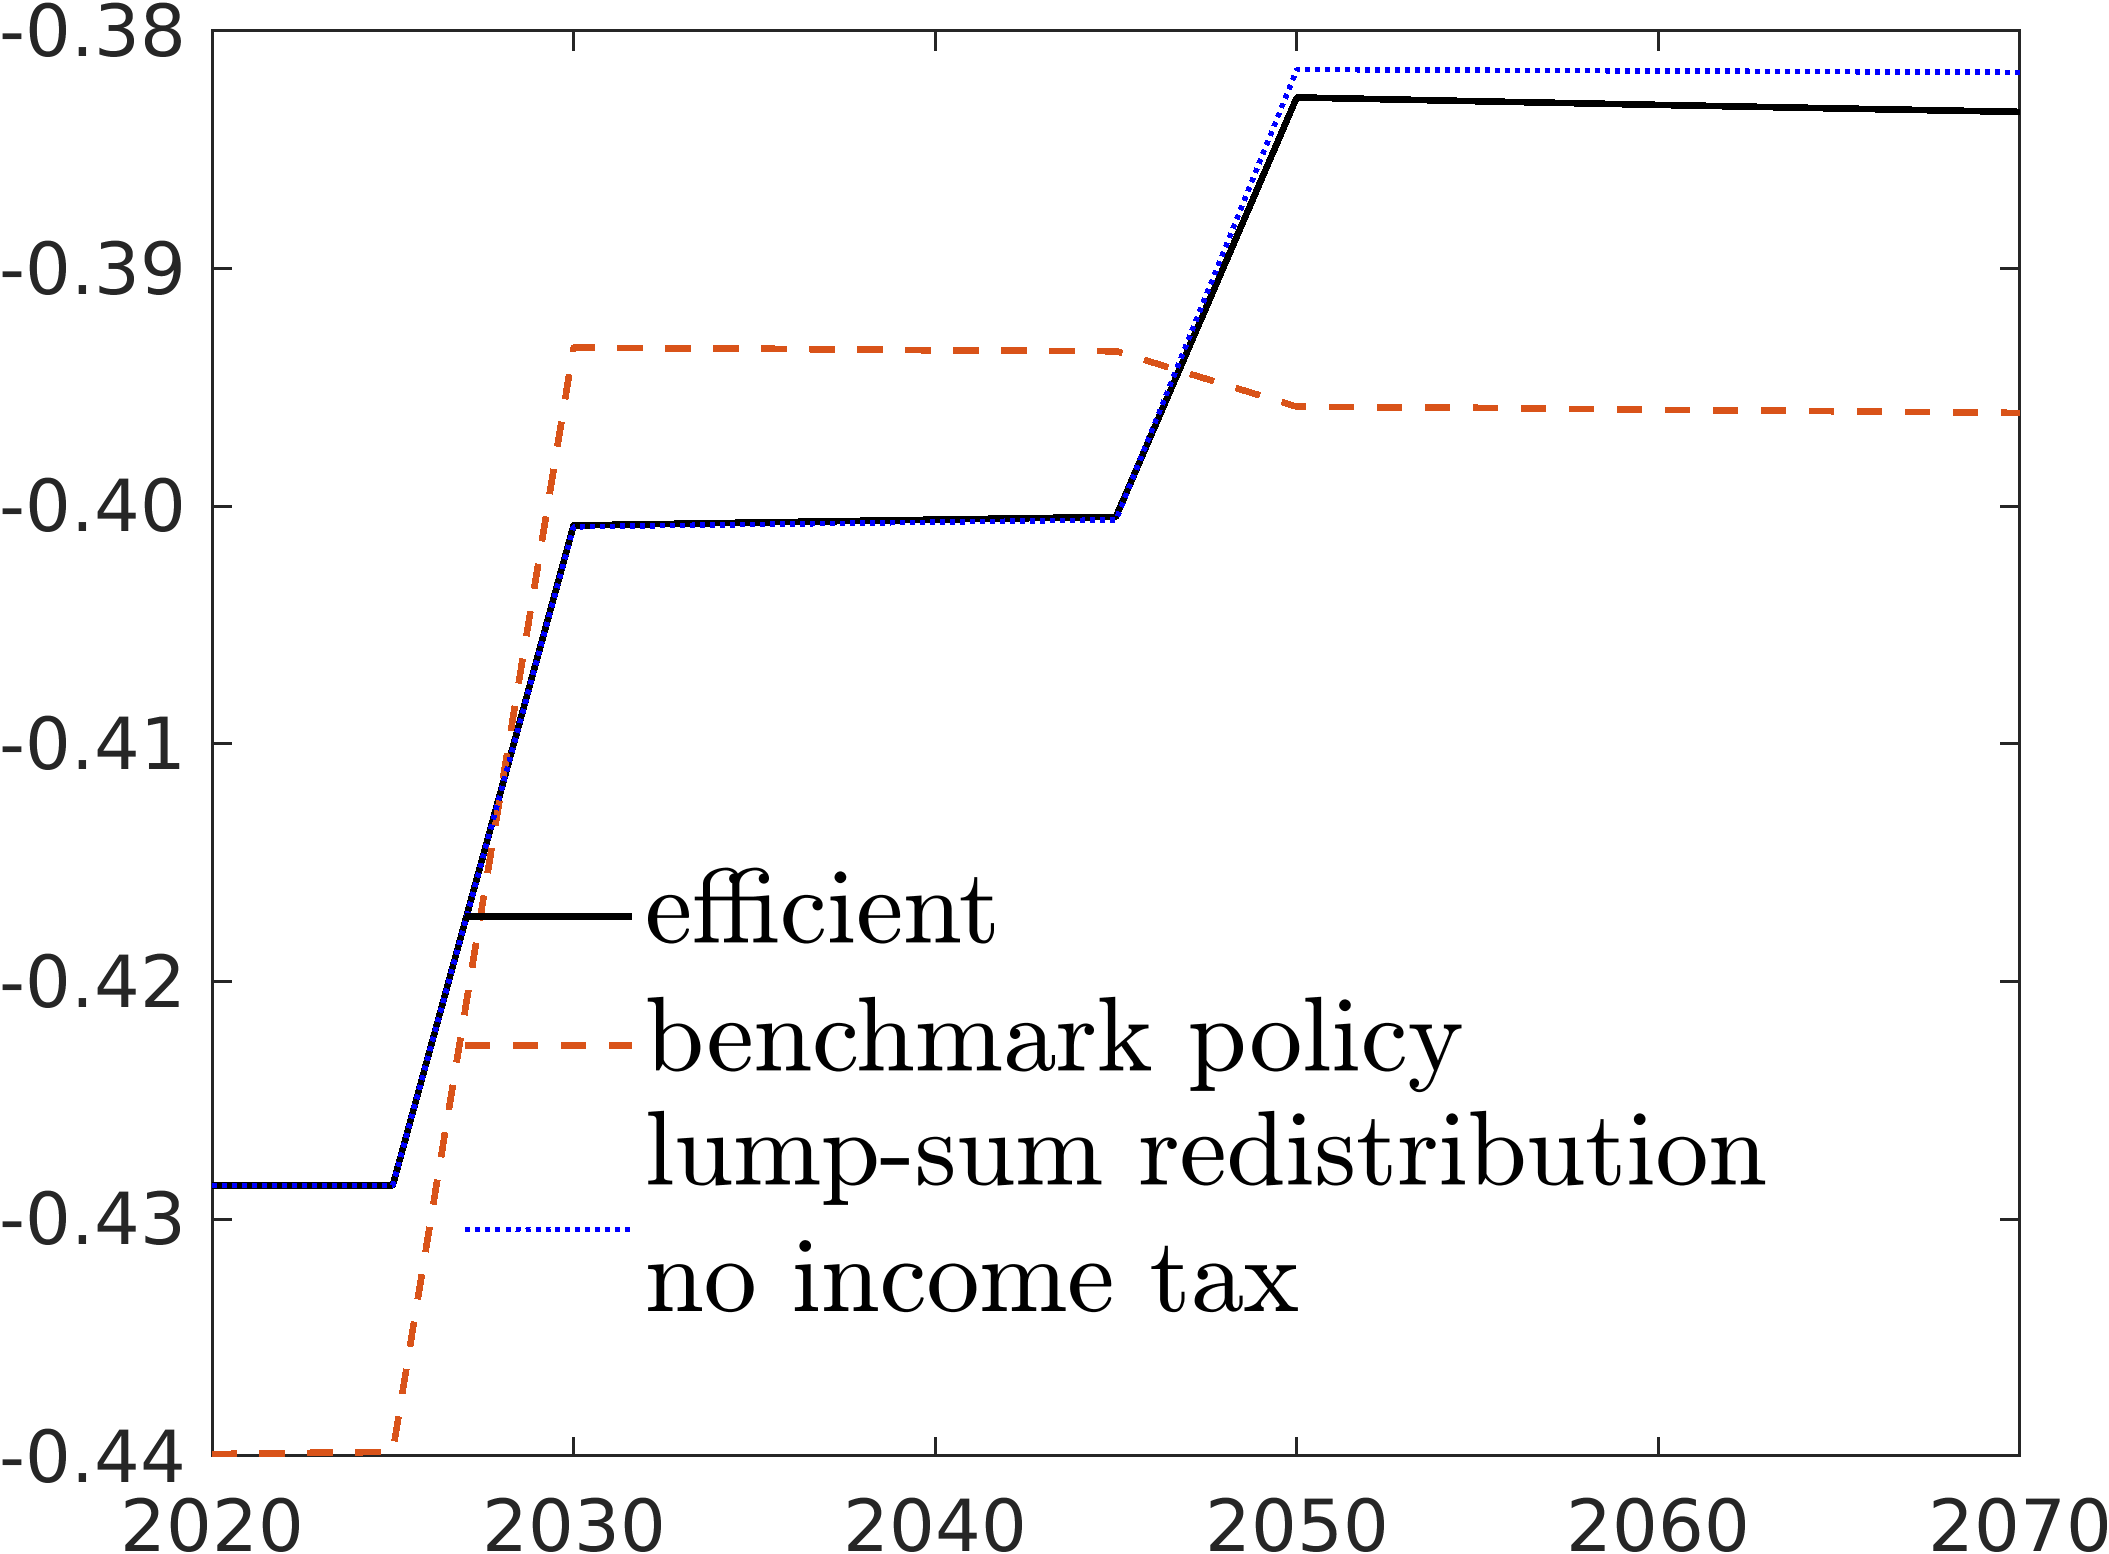 -0.38
-0.39
-0.40
-0.41
-0.42
-0.43
-0.44
efficient
benchmark policy
lump-sum redistribution
no income tax
2020 2030 2040 2050 2060 2070